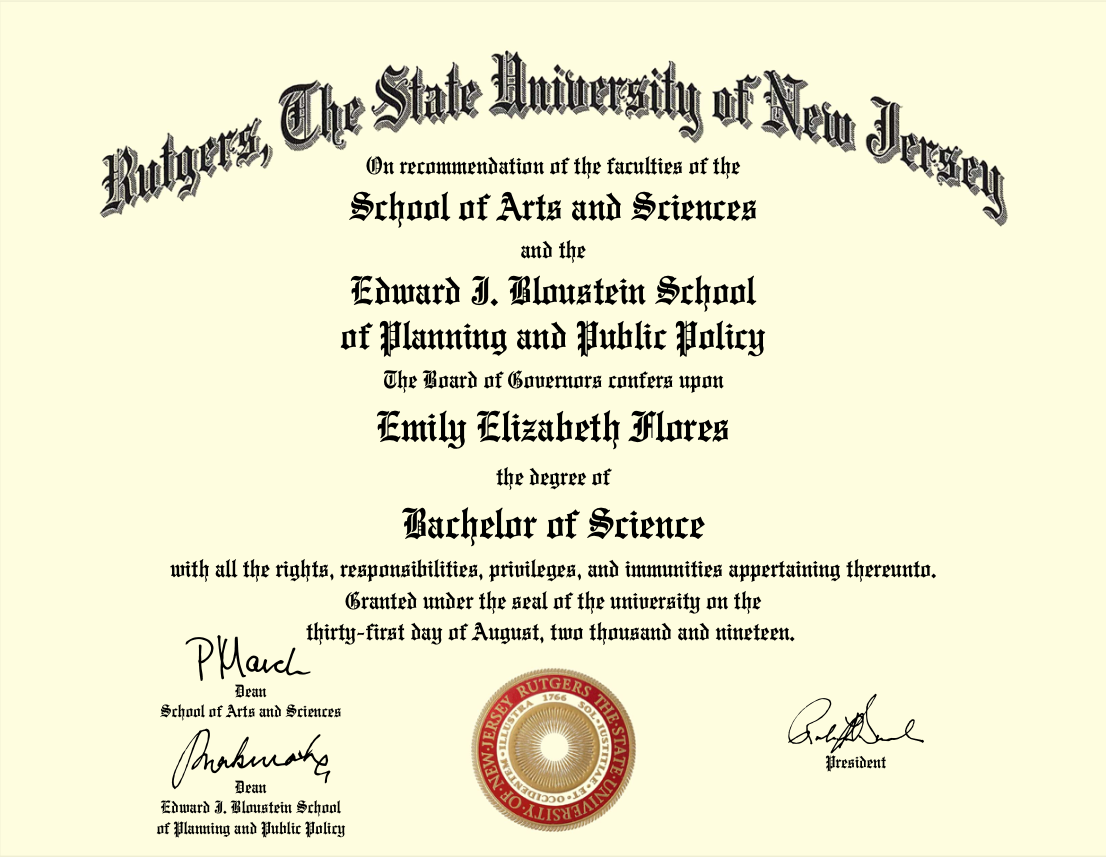 Rutgers, The State University of New Jersey
On recommendation of the faculties of the
School of Arts and Sciences
and the
Edward J. Bloustein School
of Planning and Public Policy
The Board of Governors confers upon
Emily Elizabeth Flores
the degree of
Bachelor of Science
with all the rights, responsibilities, privileges, and immunities appertaining thereunto.
Granted under the seal of the university on the
thirty-first day of August, two thousand and nineteen.
P March
Dean
School of Arts and Sciences
Dean
Edward J. Bloustein School
of Planning and Public Policy
RUTGERS·THE·STATE·UNIVERSITY·OF·NEW·JERSEY
1766
SOL·IUSTITIAE·ET·OCCIDENTEM·ILLUSTRA
President